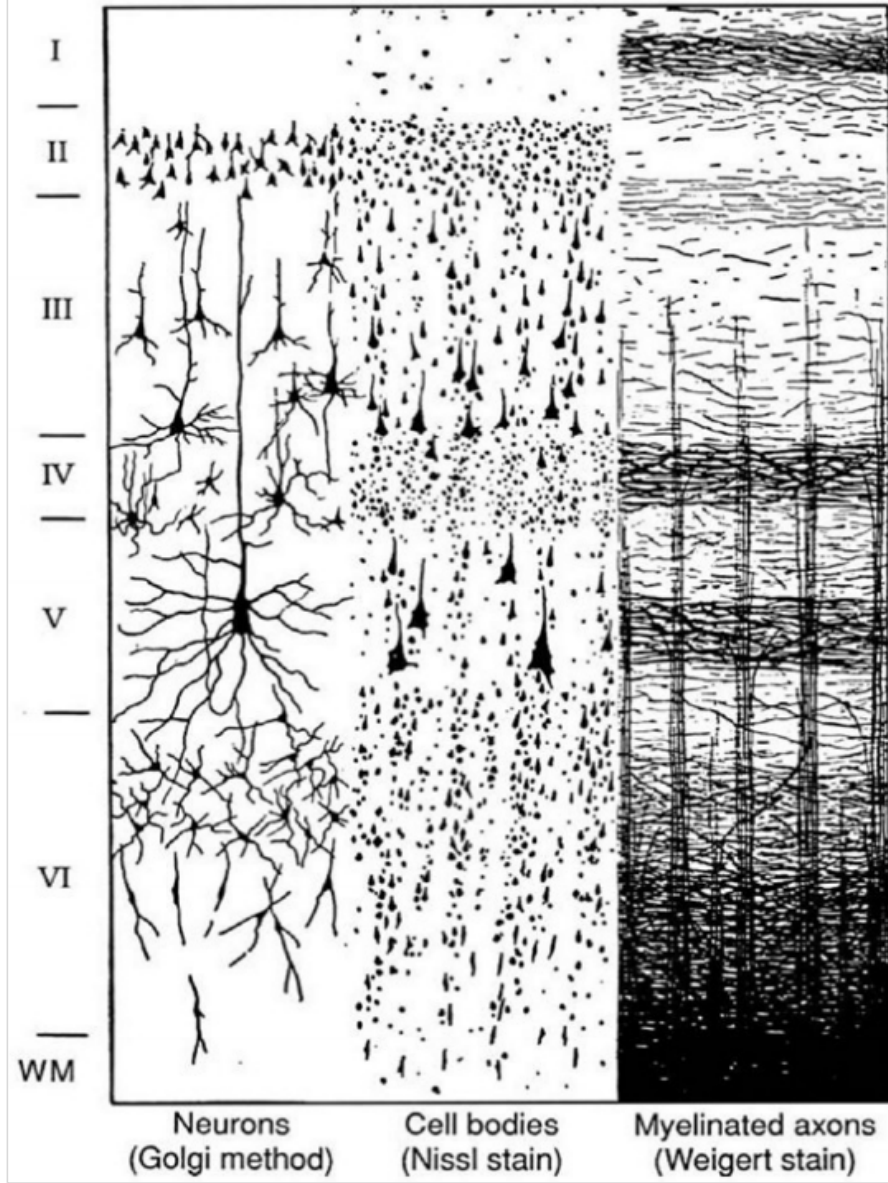 I
II
III
IV
V
VI
WM
Neurons
(Golgi method)
Cell bodies
(Nissl stain)
Myelinated axons
(Weigert stain)